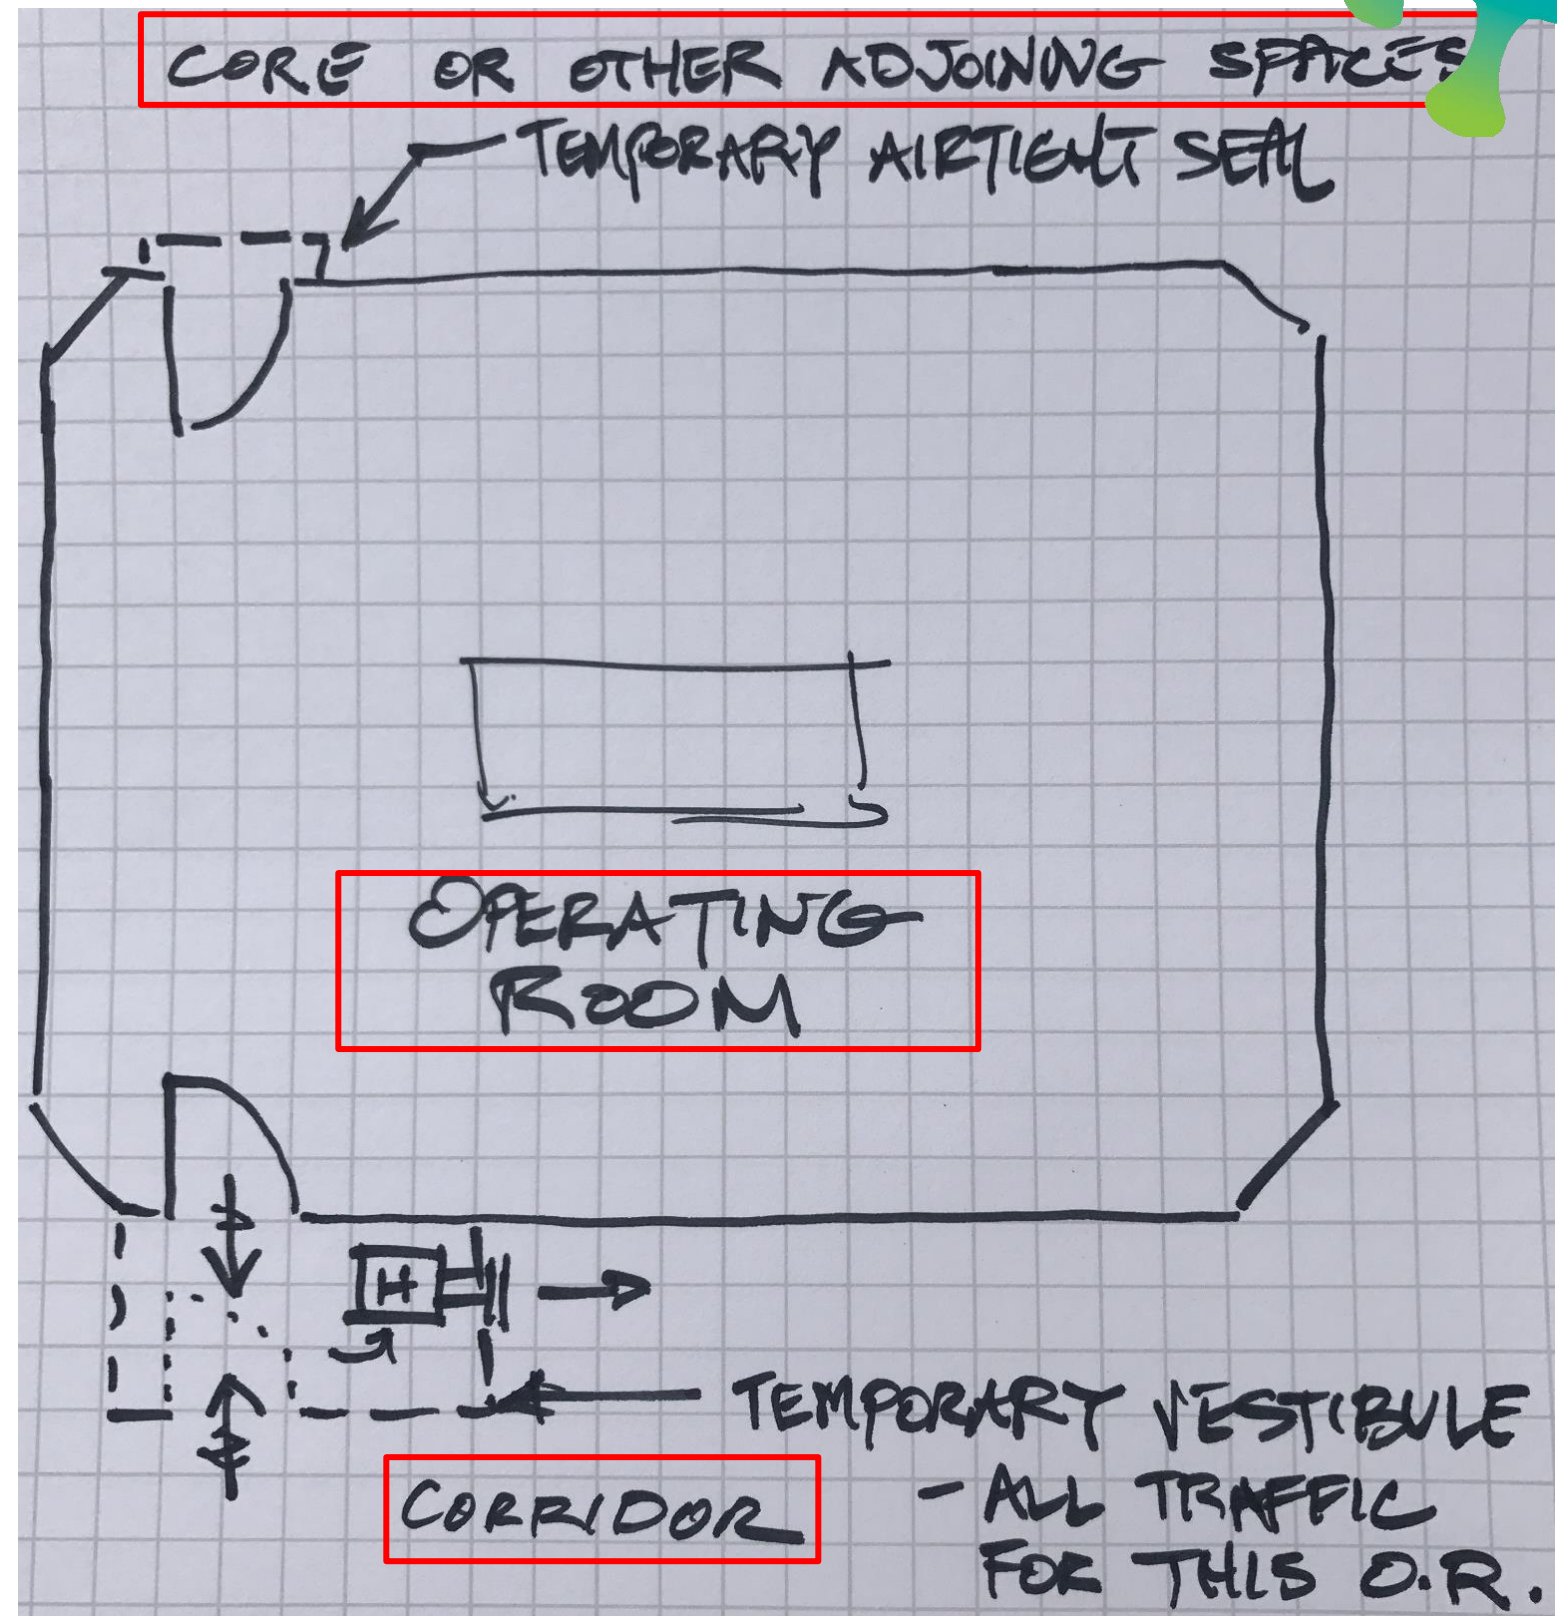 CORE OR OTHER ADJOINING SPACES
TEMPORARY AIRTIGHT SEAL
OPERATING
ROOM
H
TEMPORARY VESTIBULE
- ALL TRAFFIC
FOR THIS O.R.
CORRIDOR